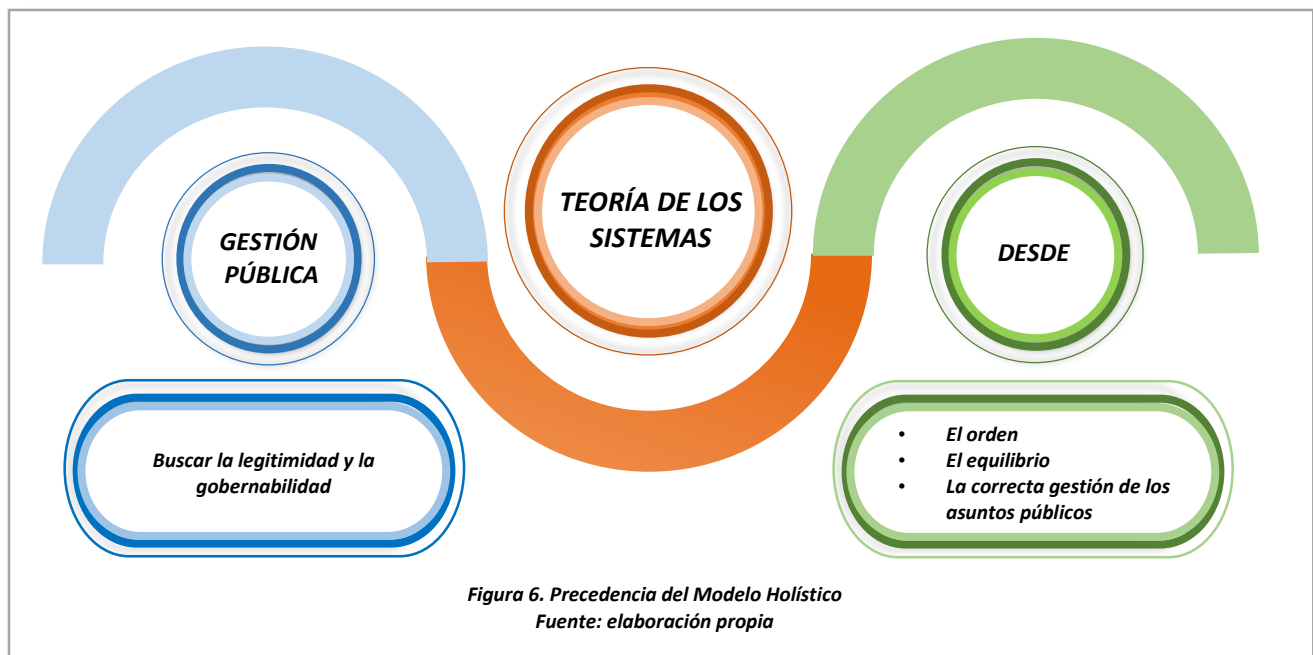 GESTIÓN
PÚBLICA
TEORÍA DE LOS
SISTEMAS
DESDE
Buscar la legitimidad y la
gobernabilidad
• El orden
• El equilibrio
• La correcta gestión de los
asuntos públicos
Figura 6. Precedencia del Modelo Holístico
Fuente: elaboración propia